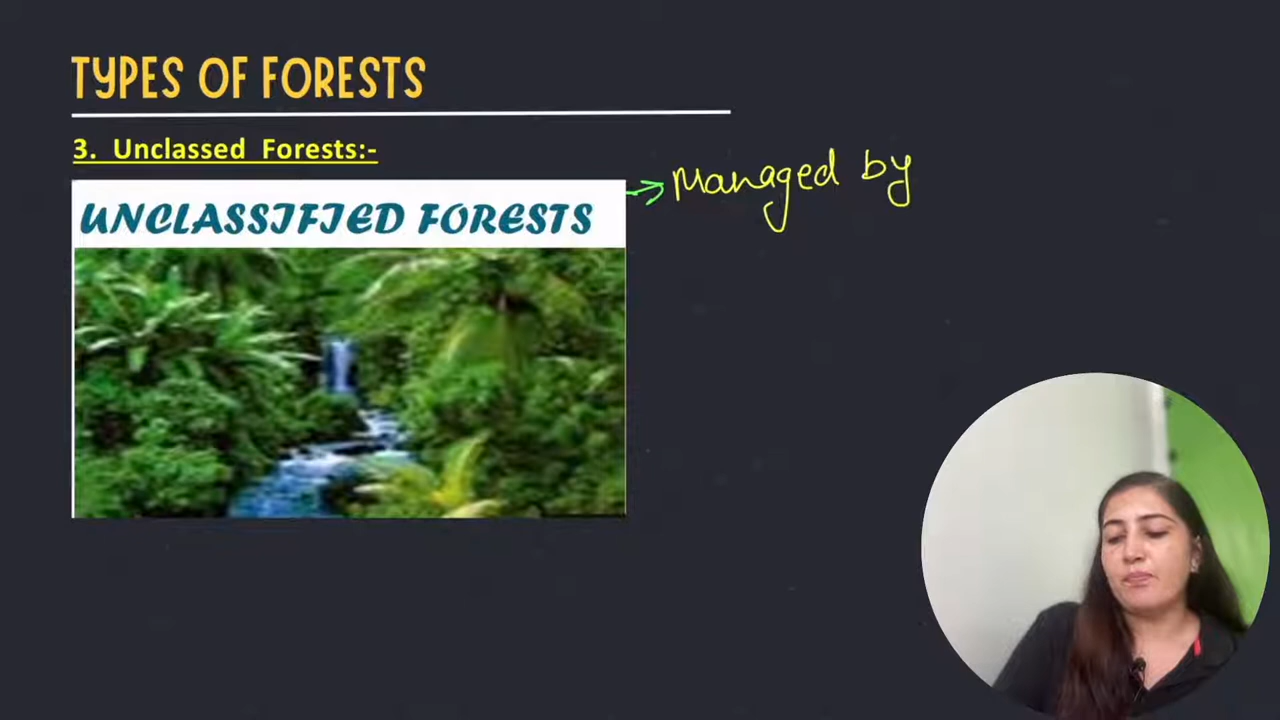 TYPES OF FORESTS
3. Unclassed Forests:-
UNCLASSIFIED FORESTS
Managed by